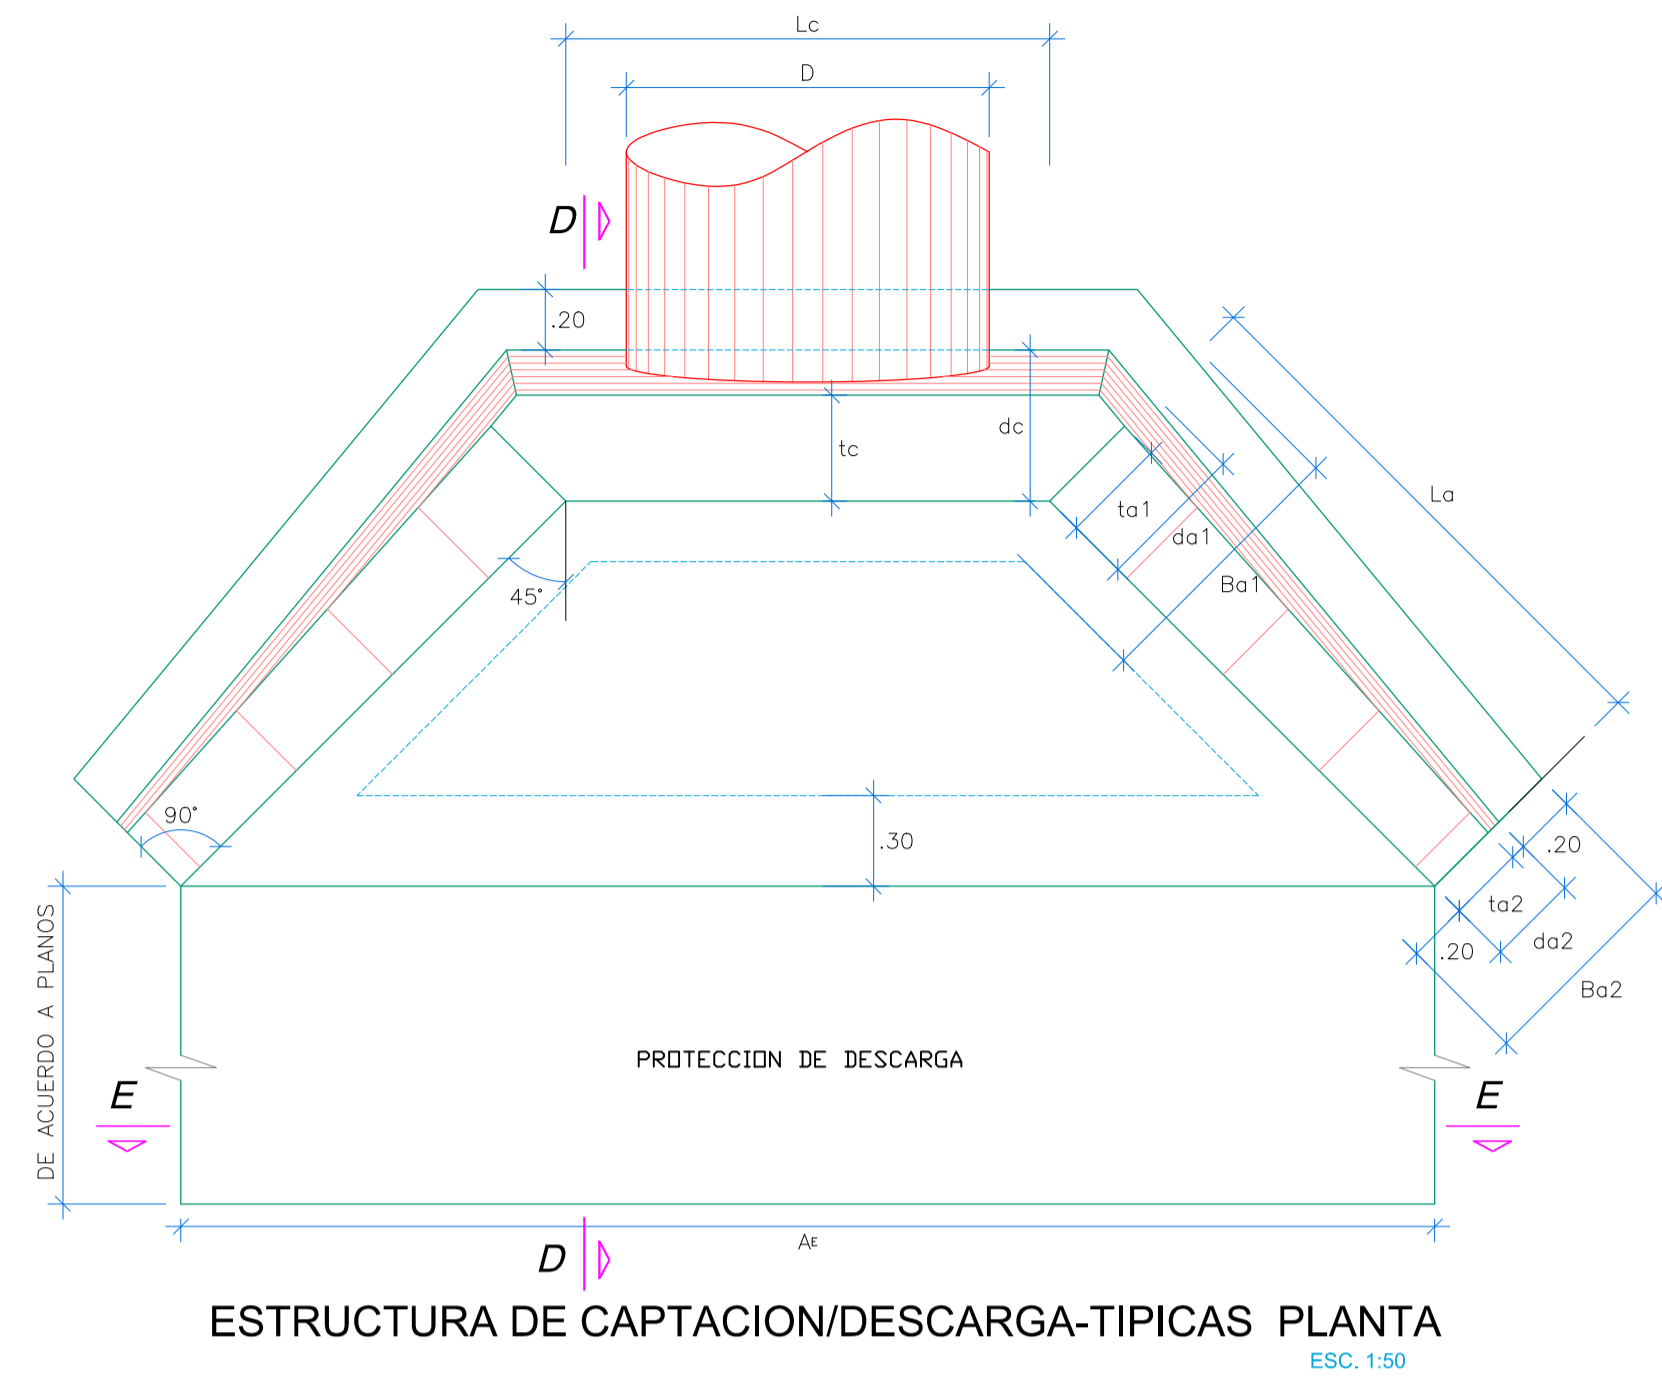 Lc
D
D
.20
dc
tc
La
ta1
da1
Ba1
45°
90°
.30
.20
ta2
da2
.20
Ba2
DE ACUERDO A PLANOS
PROTECCION DE DESCARGA
E
E
AE
D
ESTRUCTURA DE CAPTACION/DESCARGA-TIPICAS PLANTA
ESC. 1:50